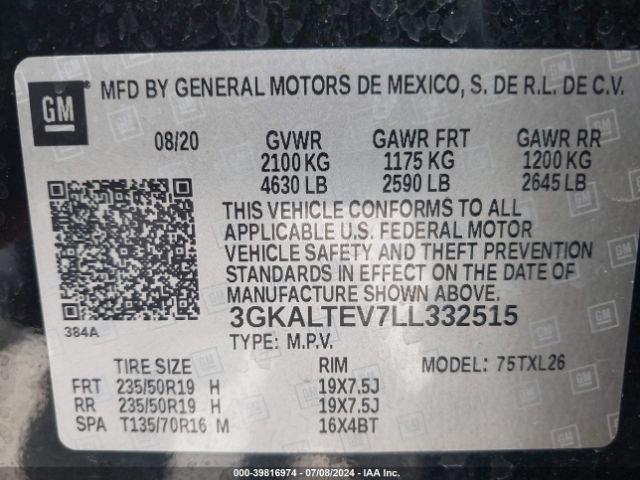 GM MFD BY GENERAL MOTORS DE MEXICO, S. DE R.L. DE C.V.
08/20 GVWR GAWR FRT GAWR RR
2100 KG 1175 KG 1200 KG
4630 LB 2590 LB 2645 LB
THIS VEHICLE CONFORMS TO ALL
APPLICABLE U.S. FEDERAL MOTOR
VEHICLE SAFETY AND THEFT PREVENTION
STANDARDS IN EFFECT ON THE DATE OF
MANUFACTURE SHOWN ABOVE.
384A 3GKALTEV7LL332515
TYPE: M.P.V.
TIRE SIZE RIM MODEL: 75TXL26
FRT 235/50R19 H 19X7.5J
RR 235/50R19 H 19X7.5J
SPA T135/70R16 M 16X4BT
000-39816974 - 07/08/2024 - IAA Inc.